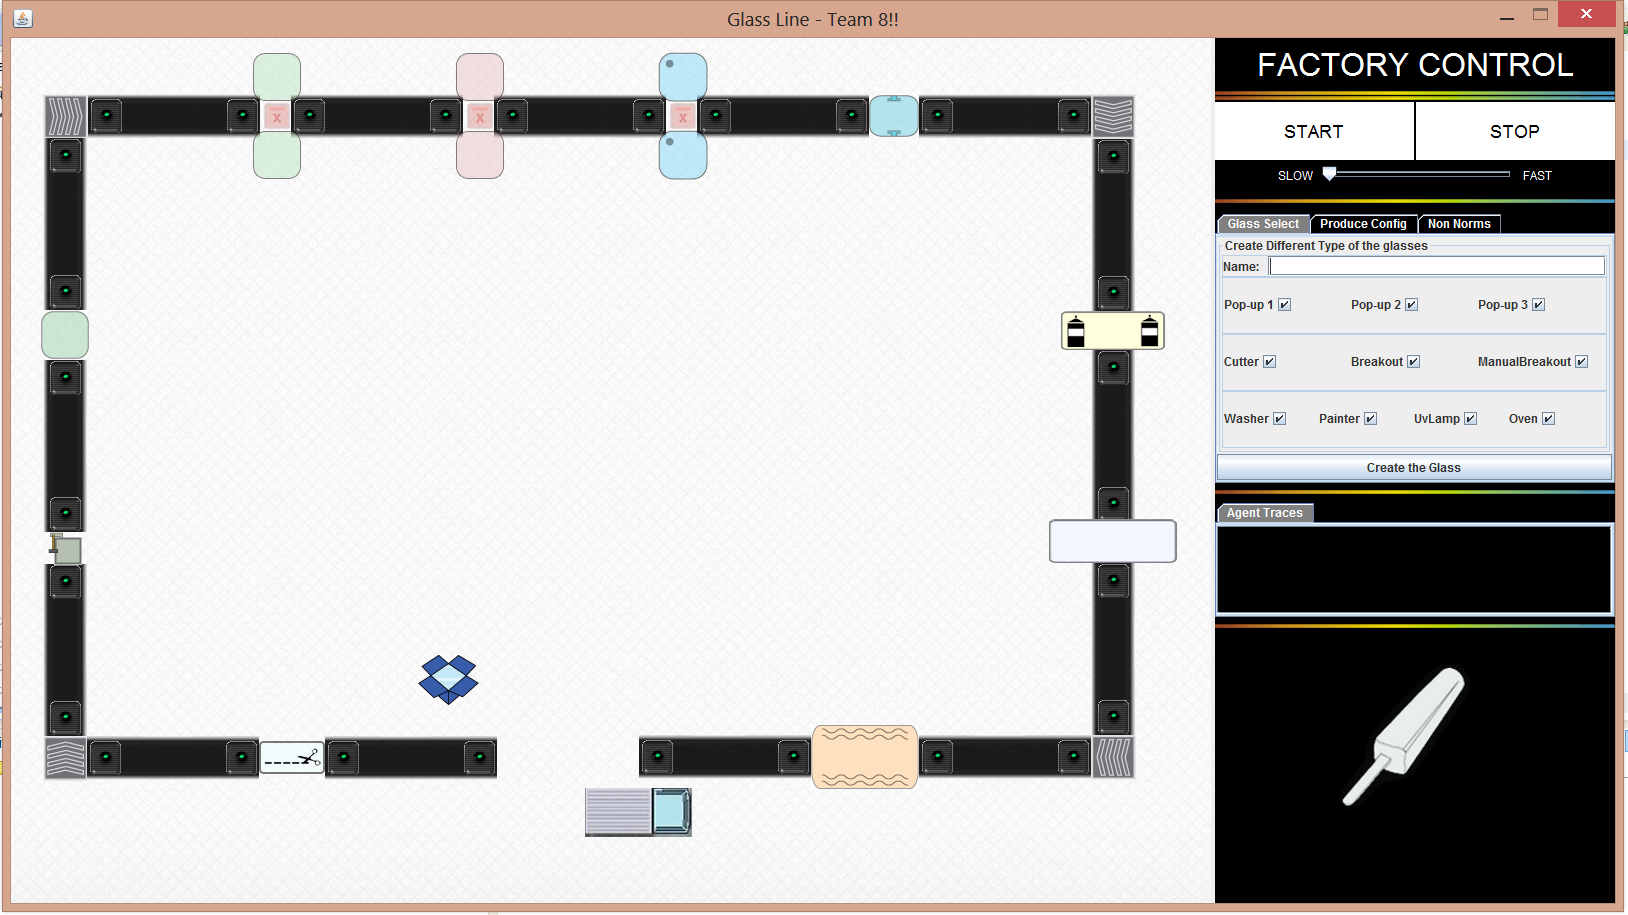 Glass Line - Team 8!!
FACTORY CONTROL
START STOP
SLOW FAST
Glass Select Produce Config Non Norms
Create Different Type of the glasses
Name:
Pop-up 1 Pop-up 2 Pop-up 3
Cutter Breakout ManualBreakout
Washer Painter UvLamp Oven
Create the Glass
Agent Traces
x x x